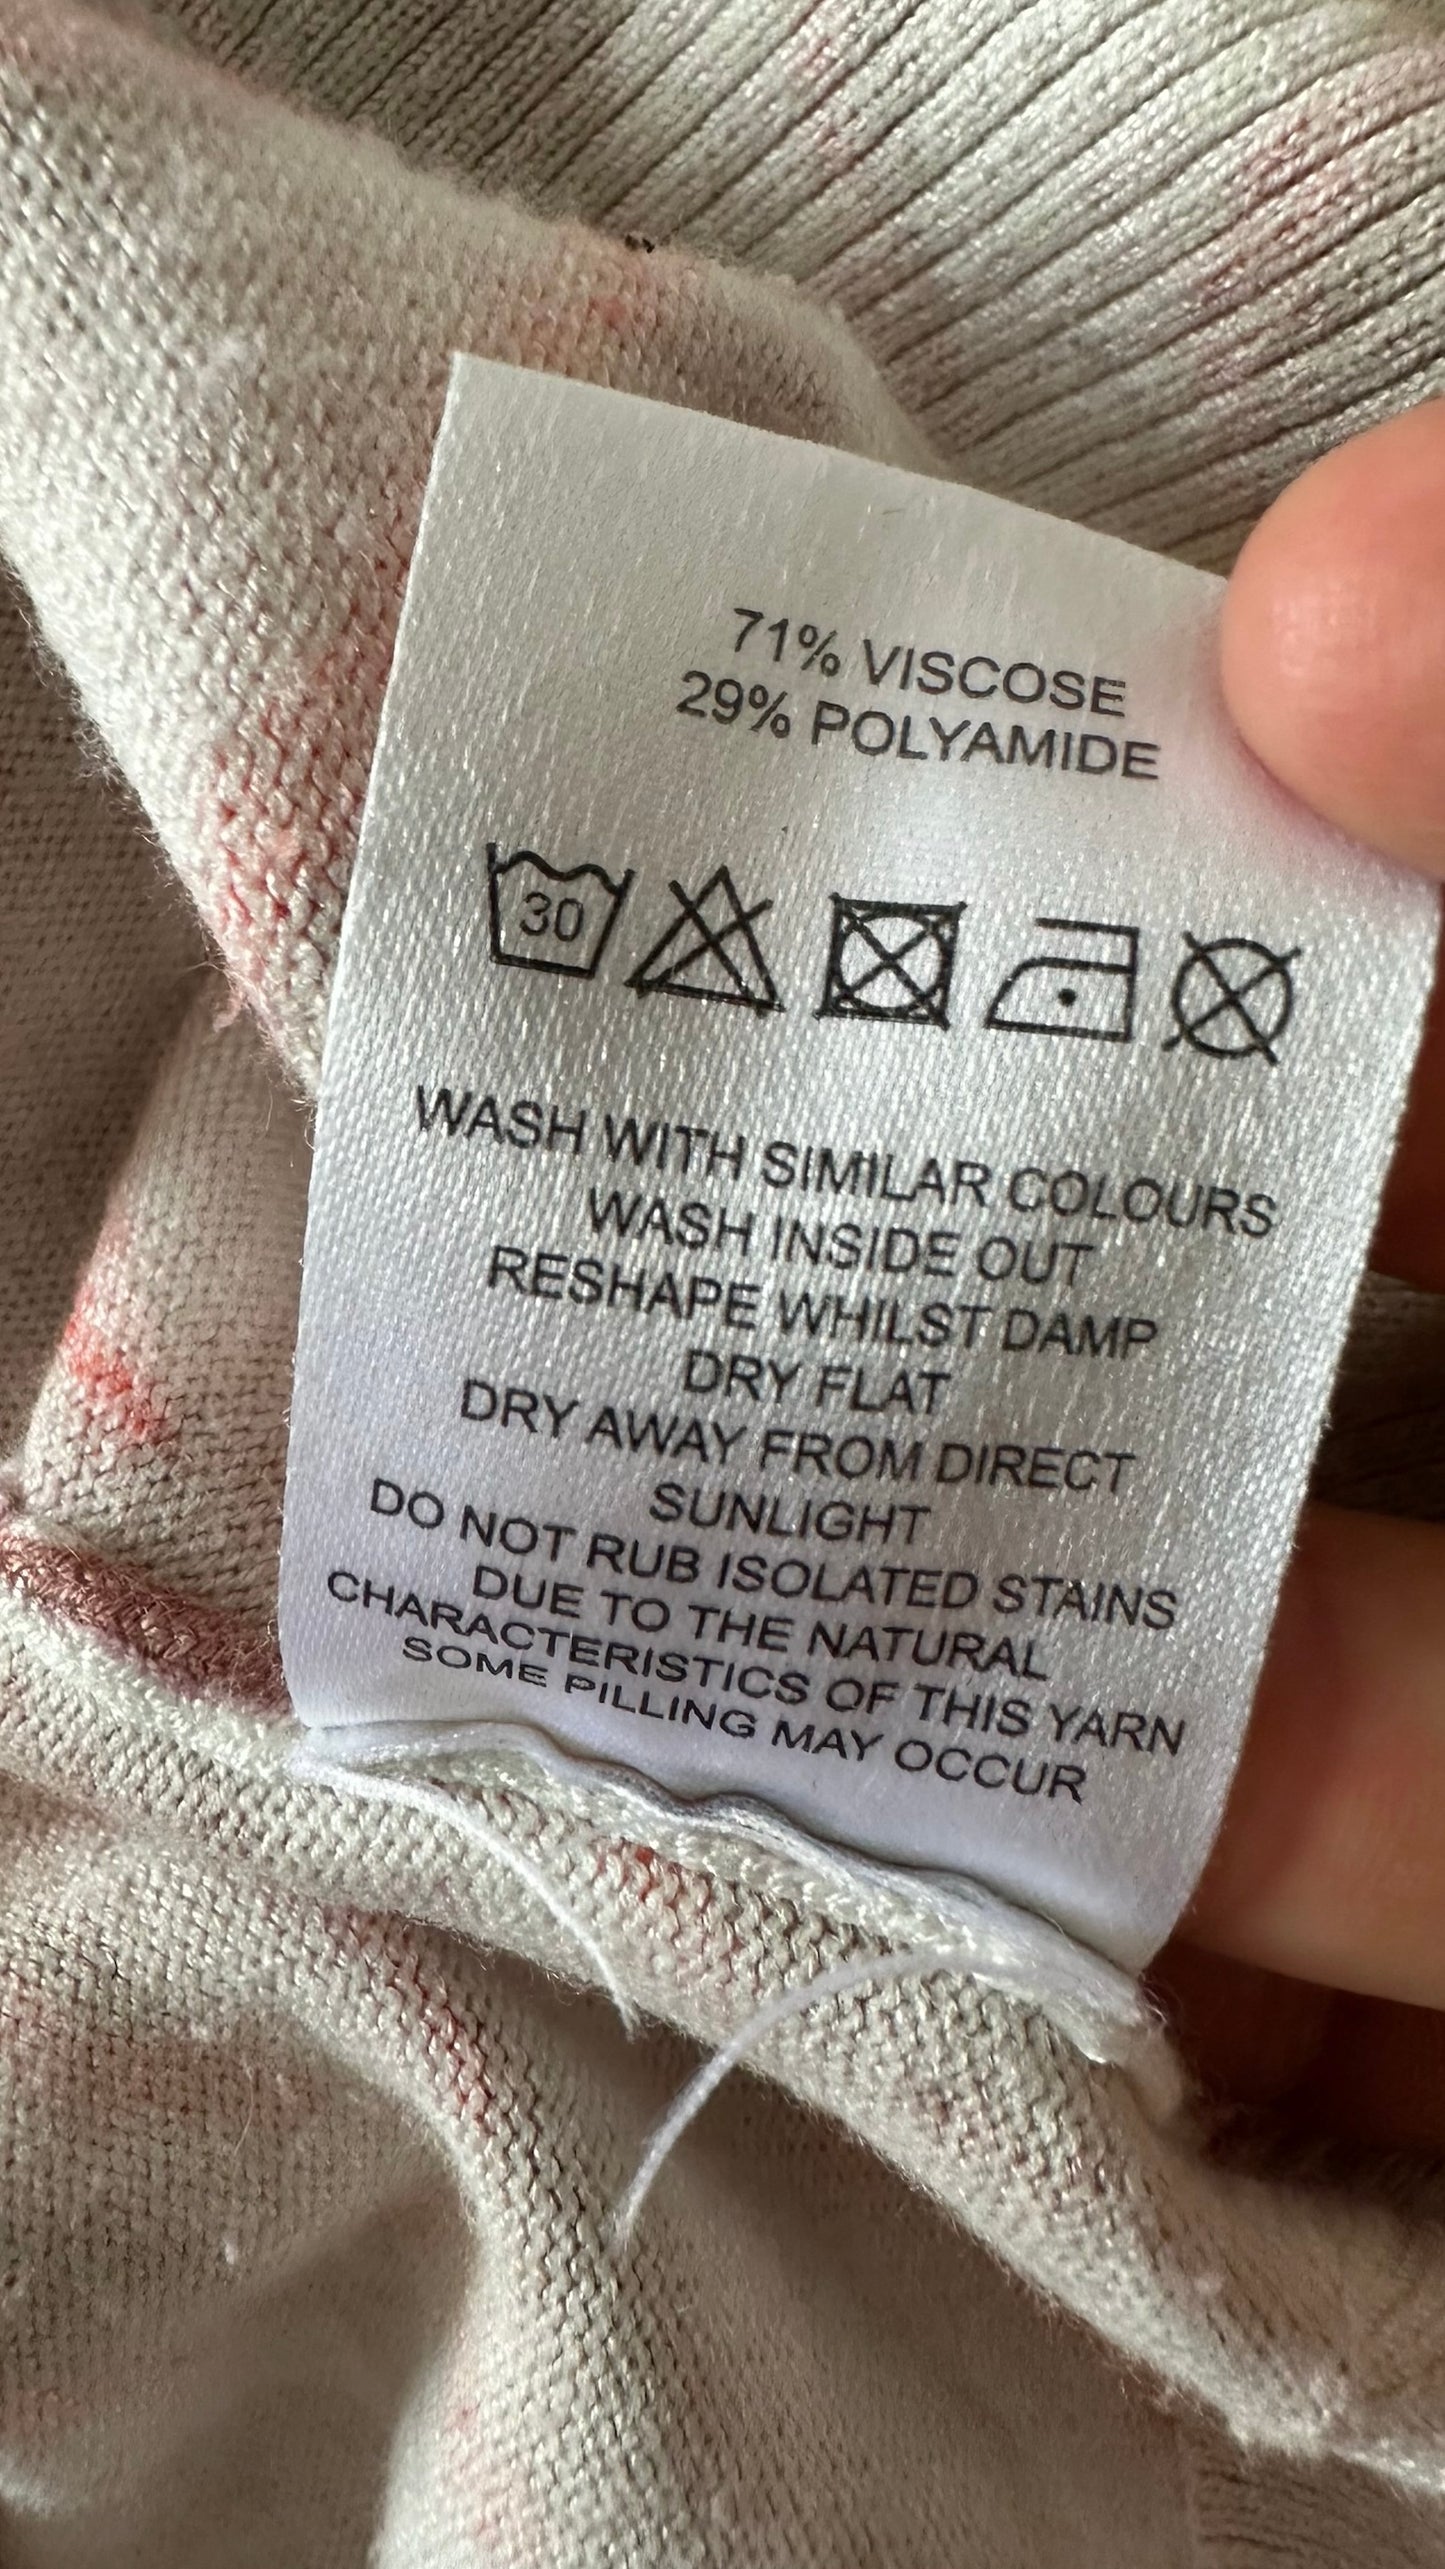 71% VISCOSE
29% POLYAMIDE
30
WASH WITH SIMILAR COLOURS
WASH INSIDE OUT
RESHAPE WHILST DAMP
DRY FLAT
DRY AWAY FROM DIRECT
SUNLIGHT
DO NOT RUB ISOLATED STAINS
DUE TO THE NATURAL
CHARACTERISTICS OF THIS YARN
SOME PILLING MAY OCCUR